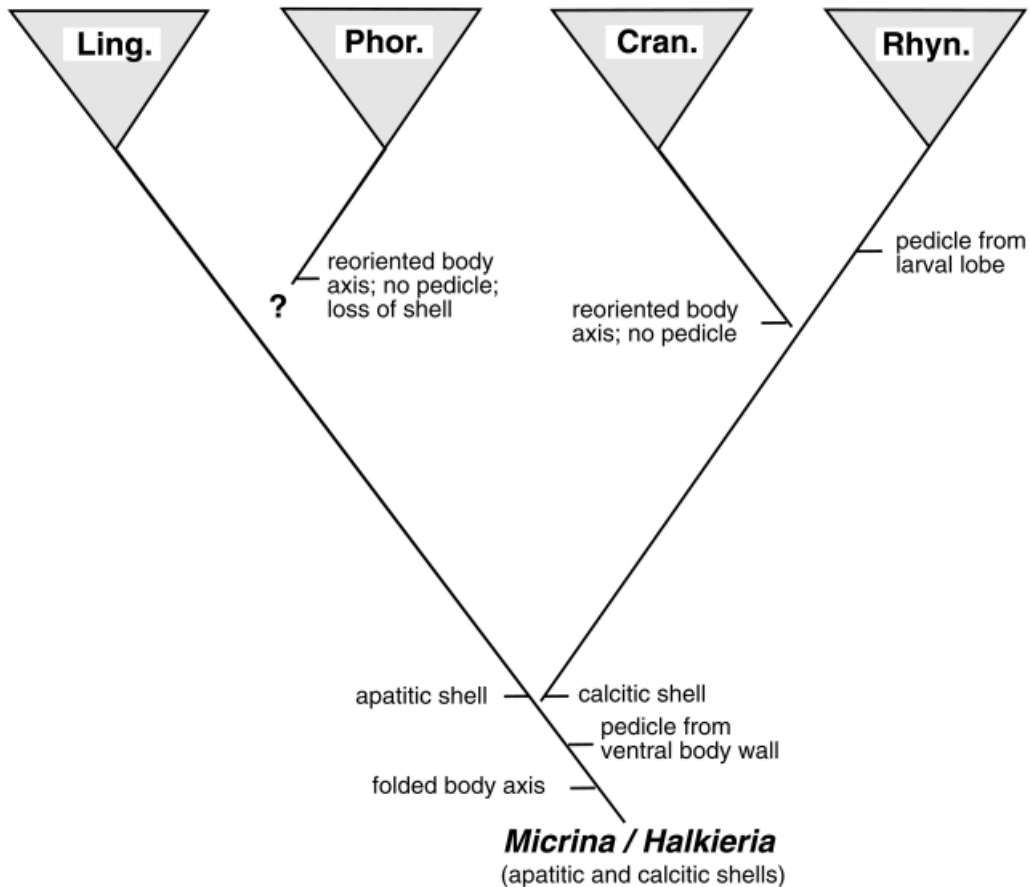 Ling.
Phor.
Cran.
Rhyn.
pedicle from
larval lobe
reoriented body
axis; no pedicle;
loss of shell
?
reoriented body
axis; no pedicle
apatitic shell
calcitic shell
pedicle from
ventral body wall
folded body axis
Micrina / Halkieria
(apatitic and calcitic shells)